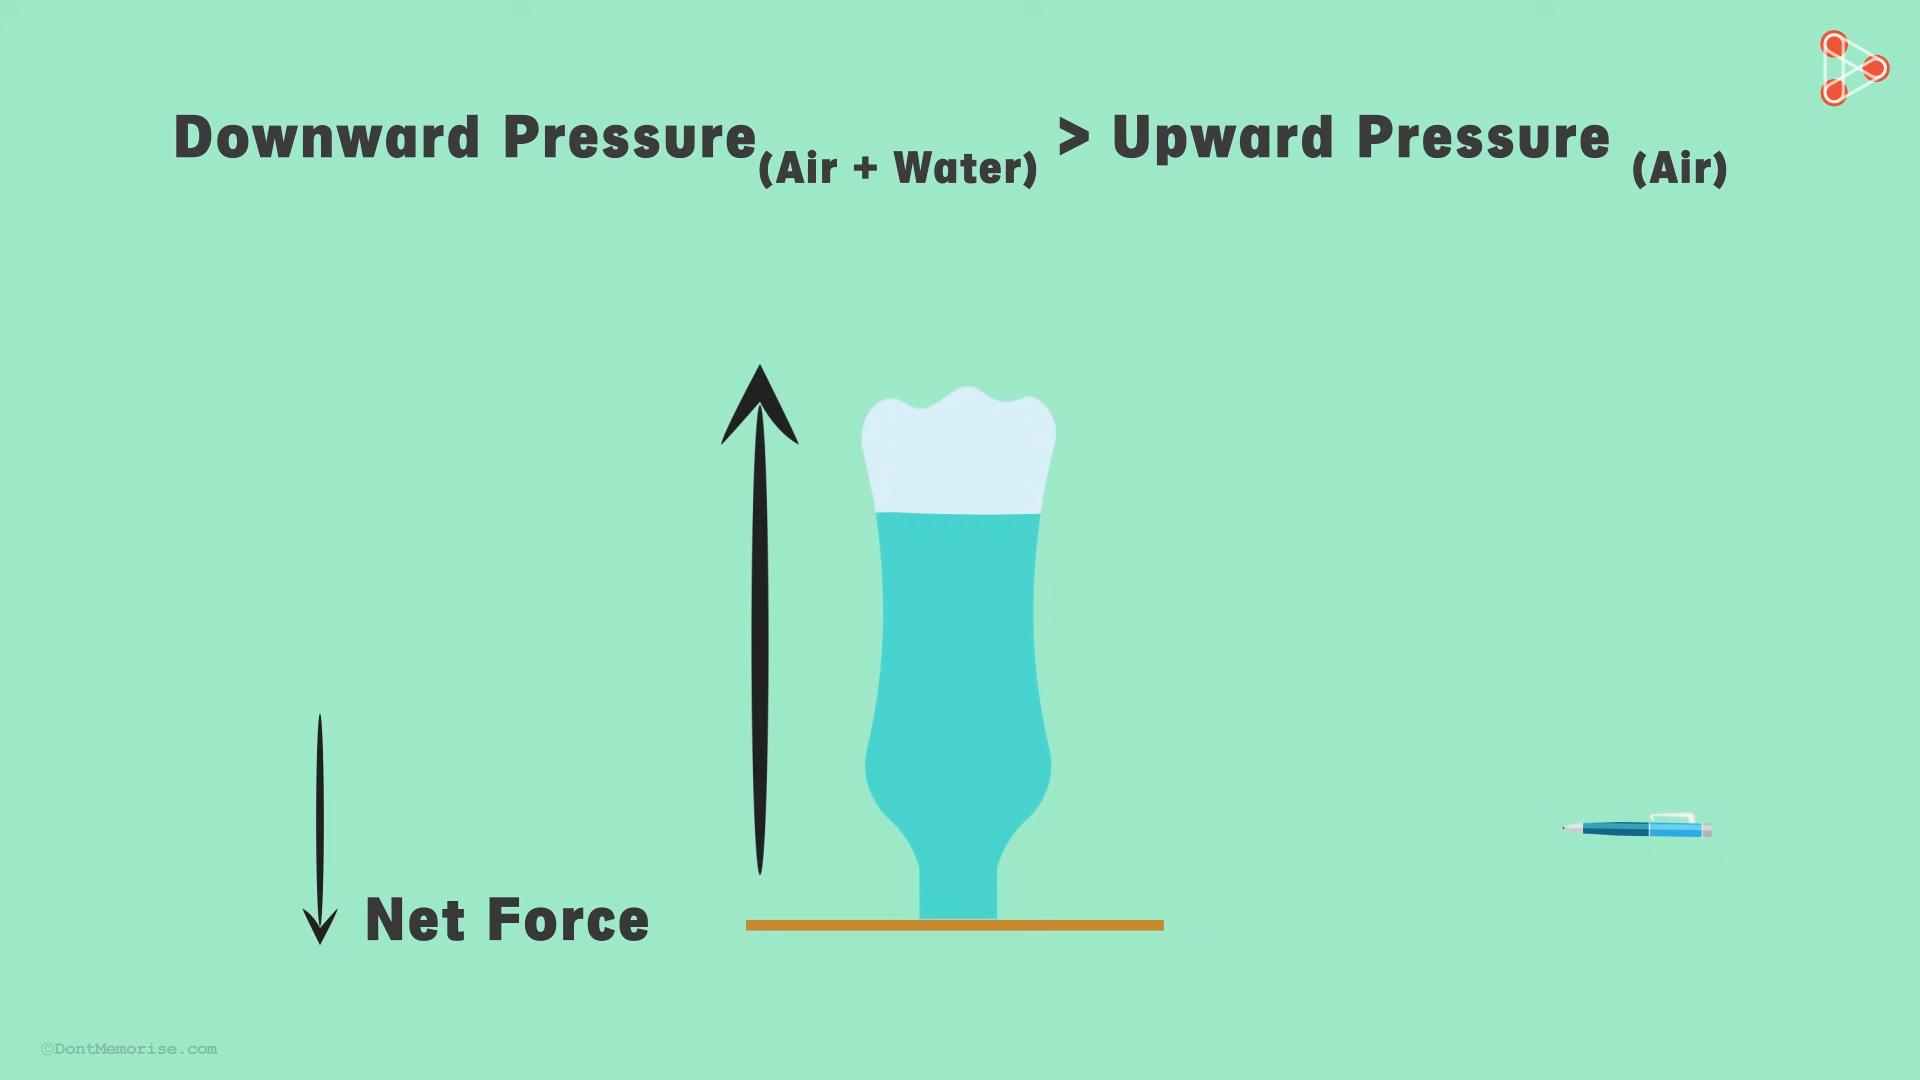 Downward Pressure(Air + Water) > Upward Pressure (Air)
Net Force
©DontMemorise.com